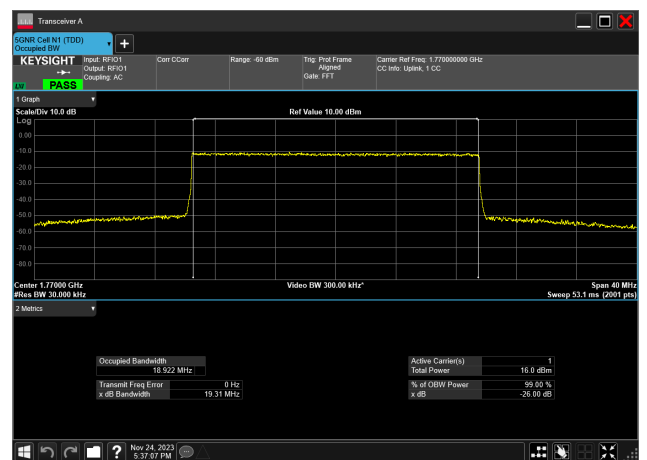 Transceiver A
5GNR Cell N1 (TDD)
Occupied BW
KEYSIGHT
LV PASS
Input: RFIO1
Output: RFIO1
Coupling: AC
Corr CCorr
Range: -60 dBm
Trig: Prot Frame
Aligned
Gate: FFT
Carrier Ref Freq: 1.770000000 GHz
CC Info: Uplink, 1 CC
1 Graph
Scale/Div 10.0 dB
Ref Value 10.00 dBm
Log
0.00
-10.0
-20.0
-30.0
-40.0
-50.0
-60.0
-70.0
-80.0
Center 1.77000 GHz
Video BW 300.00 kHz^
Span 40 MHz
#Res BW 30.000 kHz
Sweep 53.1 ms (2001 pts)
2 Metrics
Occupied Bandwidth
18.922 MHz
Transmit Freq Error 0 Hz
x dB Bandwidth 19.31 MHz
Active Carrier(s) 1
Total Power 16.0 dBm
% of OBW Power 99.00 %
x dB -26.00 dB
?
Nov 24, 2023
5:37:07 PM